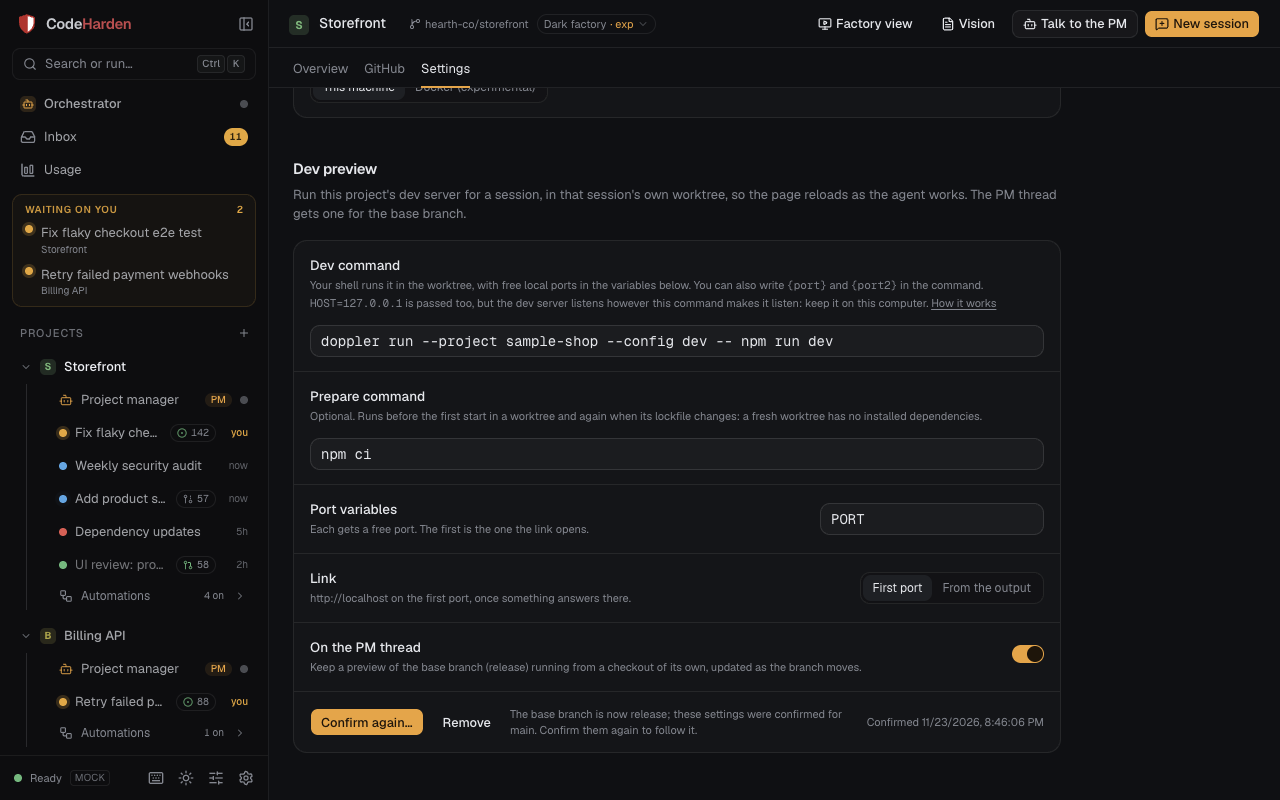 CodeHarden
Search or run…
Ctrl K
Orchestrator
Inbox
11
Usage
WAITING ON YOU
2
Fix flaky checkout e2e test
Storefront
Retry failed payment webhooks
Billing API
PROJECTS
S Storefront
Project manager PM
Fix flaky che… 142 you
Weekly security audit now
Add product s… 57 now
Dependency updates 5h
UI review: pro… 58 2h
Automations 4 on
B Billing API
Project manager PM
Retry failed p… 88 you
Automations 1 on
Ready MOCK
S Storefront
hearth-co/storefront
Dark factory · exp
Factory view
Vision
Talk to the PM
New session
Overview
GitHub
Settings
This machine
Docker (experimental)
Dev preview
Run this project's dev server for a session, in that session's own worktree, so the page reloads as the agent works. The PM thread
gets one for the base branch.
Dev command
Your shell runs it in the worktree, with free local ports in the variables below. You can also write {port} and {port2} in the command.
HOST=127.0.0.1 is passed too, but the dev server listens however this command makes it listen: keep it on this computer. How it works
doppler run --project sample-shop --config dev -- npm run dev
Prepare command
Optional. Runs before the first start in a worktree and again when its lockfile changes: a fresh worktree has no installed dependencies.
npm ci
Port variables
Each gets a free port. The first is the one the link opens.
PORT
Link
http://localhost on the first port, once something answers there.
First port
From the output
On the PM thread
Keep a preview of the base branch (release) running from a checkout of its own, updated as the branch moves.
Confirm again…
Remove
The base branch is now release; these settings were confirmed for
main. Confirm them again to follow it.
Confirmed 11/23/2026, 8:46:06 PM